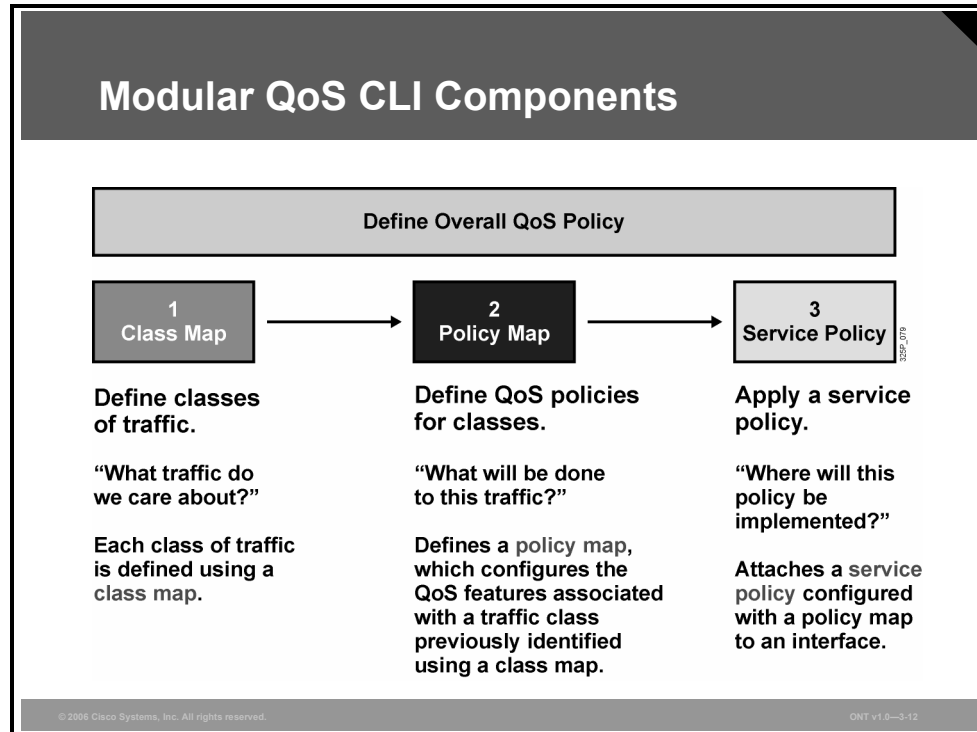 Modular QoS CLI Components
Define Overall QoS Policy
1
Class Map
2
Policy Map
3
Service Policy
325P_079
Define classes
of traffic.
“What traffic do
we care about?”
Each class of traffic
is defined using a
class map.
Define QoS policies
for classes.
“What will be done
to this traffic?”
Defines a policy map,
which configures the
QoS features associated
with a traffic class
previously identified
using a class map.
Apply a service
policy.
“Where will this
policy be
implemented?”
Attaches a service
policy configured
with a policy map
to an interface.
© 2006 Cisco Systems, Inc. All rights reserved.
ONT v1.0—3-12